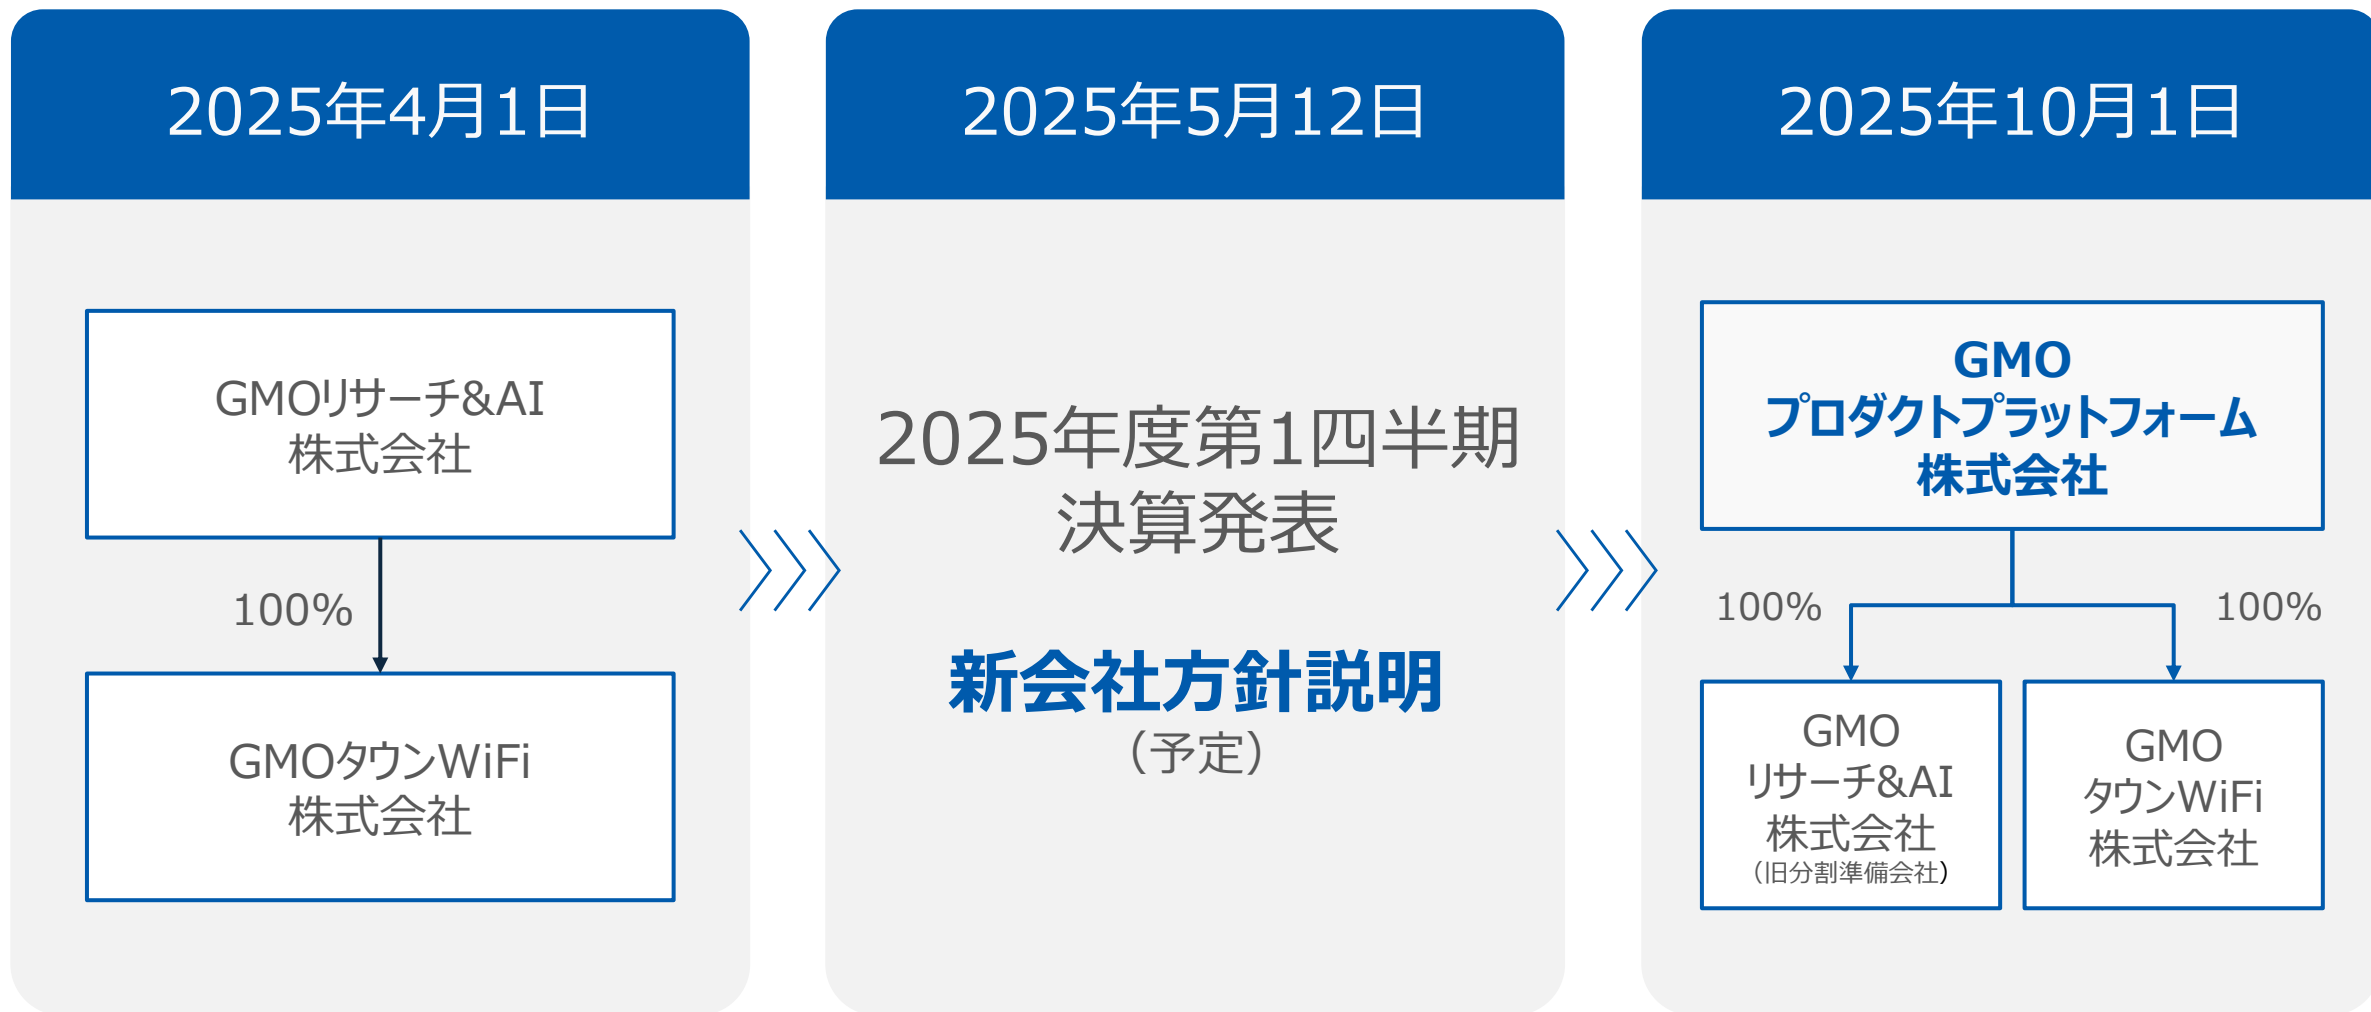 2025年4月1日
GMOリサーチ&AI
株式会社
100%
GMOタウンWiFi
株式会社
2025年5月12日
2025年度第1四半期
決算発表
新会社方針説明
（予定）
2025年10月1日
GMO
プロダクトプラットフォーム
株式会社
100%
100%
GMO
リサーチ&AI
株式会社
（旧分割準備会社）
GMO
タウンWiFi
株式会社